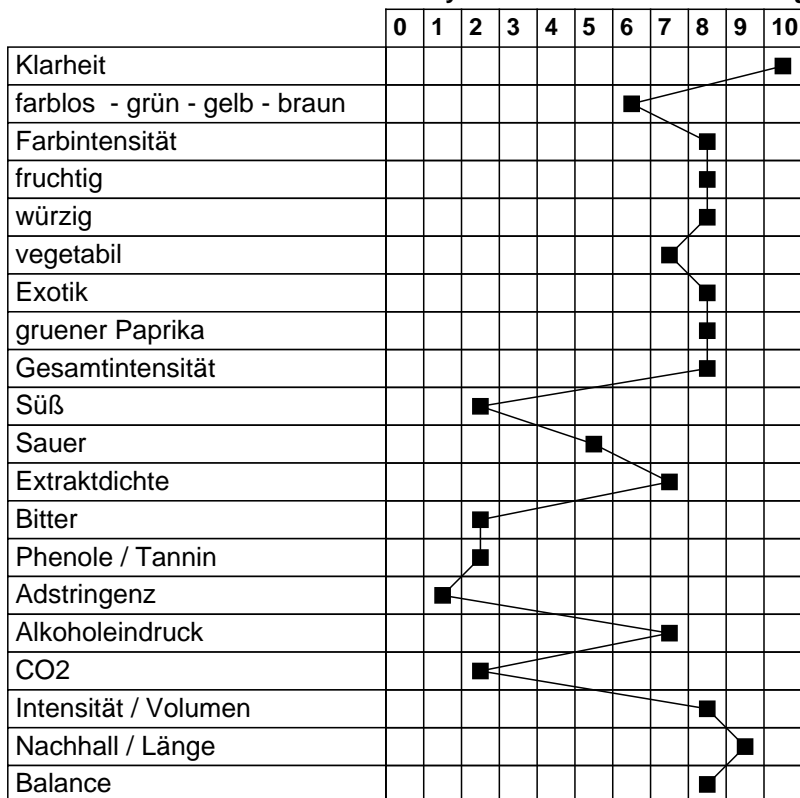 0 1 2 3 4 5 6 7 8 9 10
Klarheit
farblos - grün - gelb - braun
Farbintensität
fruchtig
würzig
vegetabil
Exotik
gruener Paprika
Gesamtintensität
Süß
Sauer
Extraktdichte
Bitter
Phenole / Tannin
Adstringenz
Alkoholeindruck
CO2
Intensität / Volumen
Nachhall / Länge
Balance